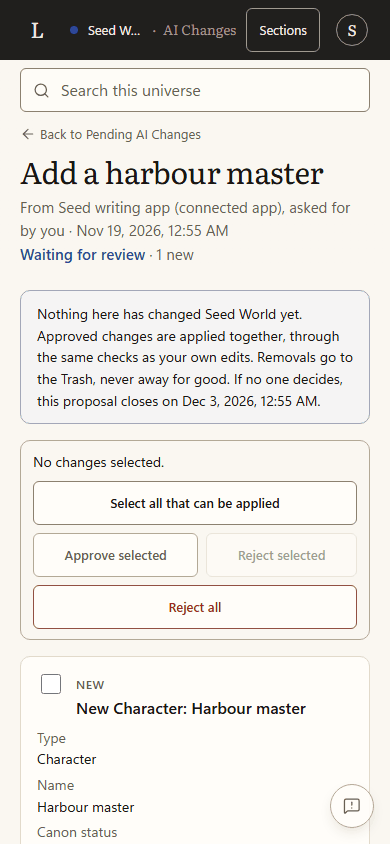 L Seed W... · AI Changes Sections S
Search this universe
← Back to Pending AI Changes
Add a harbour master
From Seed writing app (connected app), asked for
by you · Nov 19, 2026, 12:55 AM
Waiting for review · 1 new
Nothing here has changed Seed World yet.
Approved changes are applied together, through
the same checks as your own edits. Removals go to
the Trash, never away for good. If no one decides,
this proposal closes on Dec 3, 2026, 12:55 AM.
No changes selected.
Select all that can be applied
Approve selected Reject selected
Reject all
NEW
New Character: Harbour master
Type
Character
Name
Harbour master
Canon status